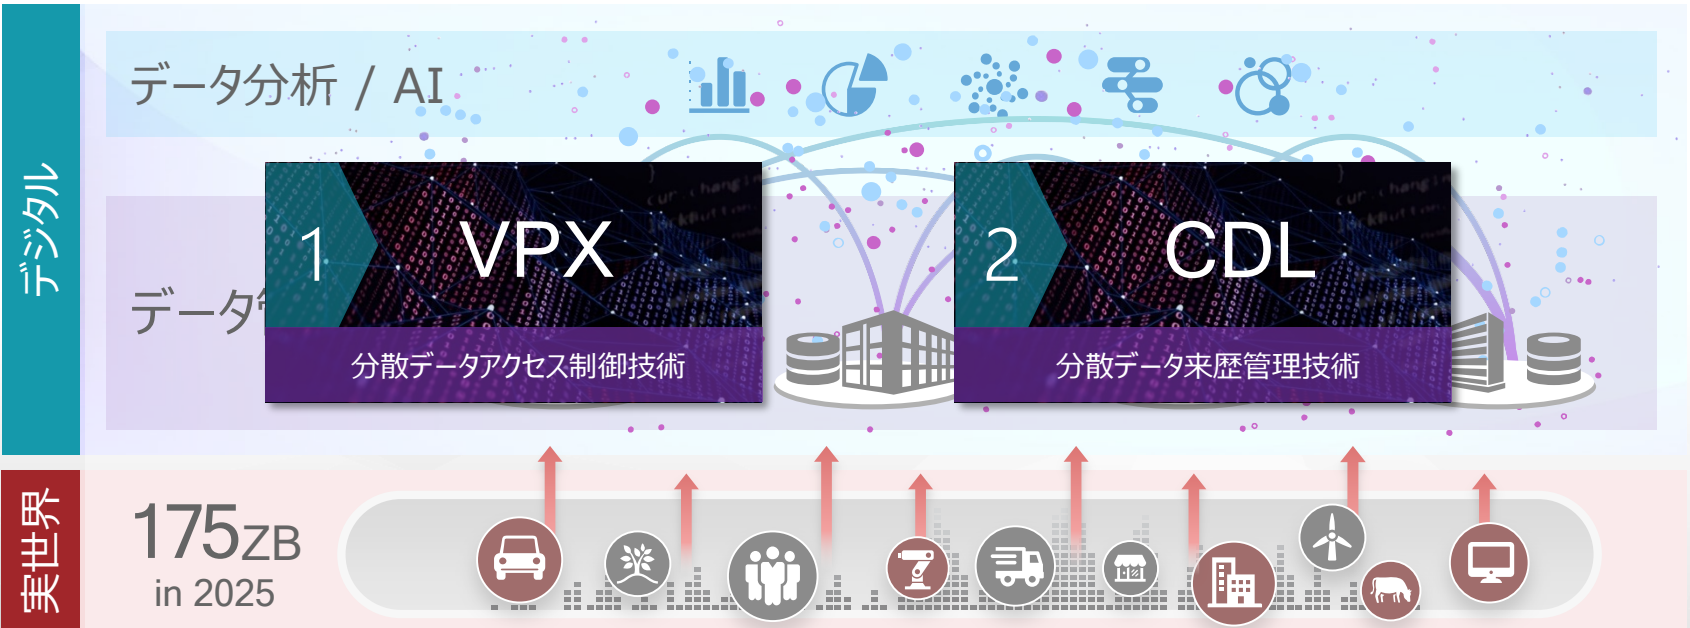 デジタル
データ分析 / AI
データ
1
VPX
分散データアクセス制御技術
2
CDL
分散データ来歴管理技術
実世界
175ZB
in 2025